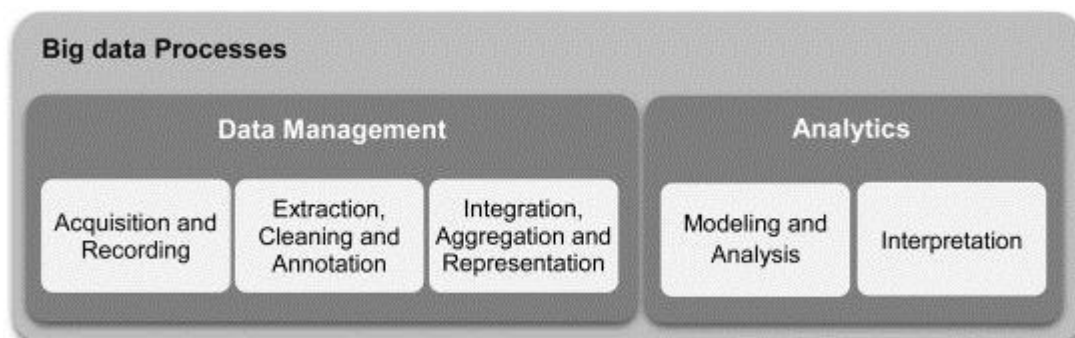 Big data Processes
Data Management
Acquisition and
Recording
Extraction,
Cleaning and
Annotation
Integration,
Aggregation and
Representation
Analytics
Modeling and
Analysis
Interpretation